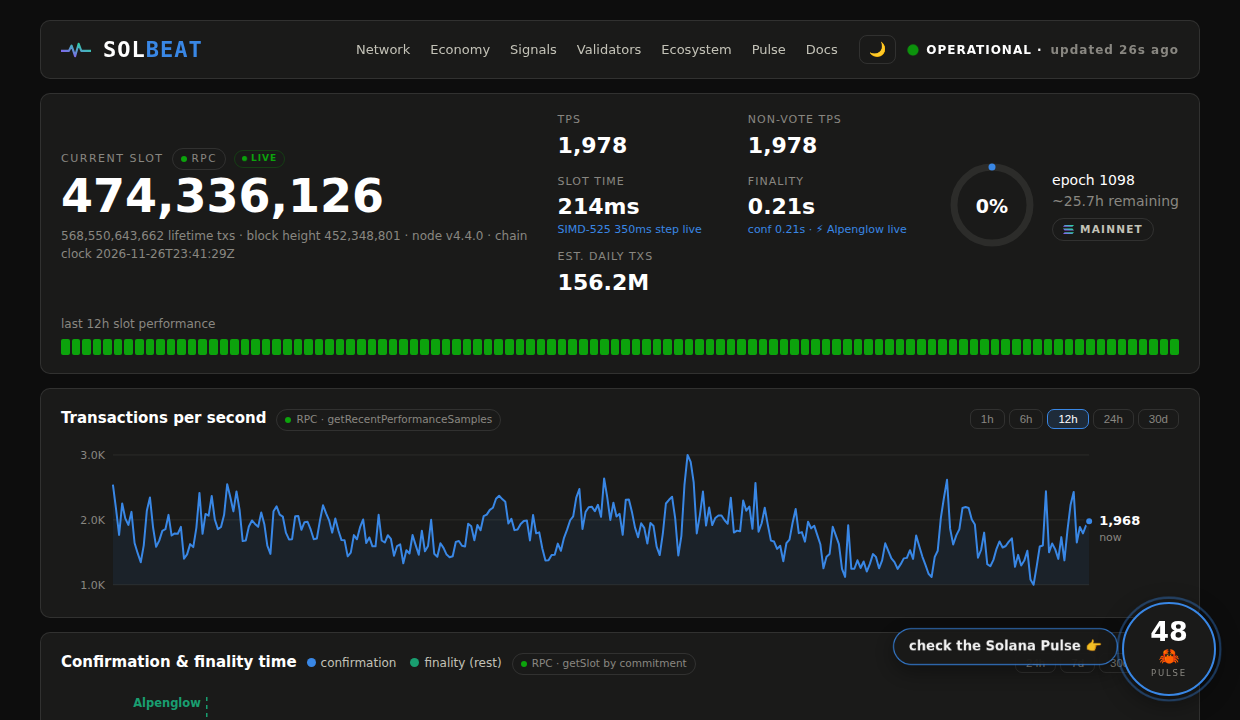 SOLBEAT
Network Economy Signals Validators Ecosystem Pulse Docs
OPERATIONAL · updated 26s ago
CURRENT SLOT RPC LIVE
474,336,126
568,550,643,662 lifetime txs · block height 452,348,801 · node v4.4.0 · chain
clock 2026-11-26T23:41:29Z
TPS
1,978
NON-VOTE TPS
1,978
SLOT TIME
214ms
SIMD-525 350ms step live
FINALITY
0.21s
conf 0.21s · ⚡ Alpenglow live
EST. DAILY TXS
156.2M
0%
epoch 1098
~25.7h remaining
MAINNET
last 12h slot performance
Transactions per second RPC · getRecentPerformanceSamples
1h 6h 12h 24h 30d
3.0K
2.0K
1.0K
1,968
now
Confirmation & finality time confirmation finality (rest) RPC · getSlot by commitment
Alpenglow
check the Solana Pulse 👉
48
🦀
PULSE